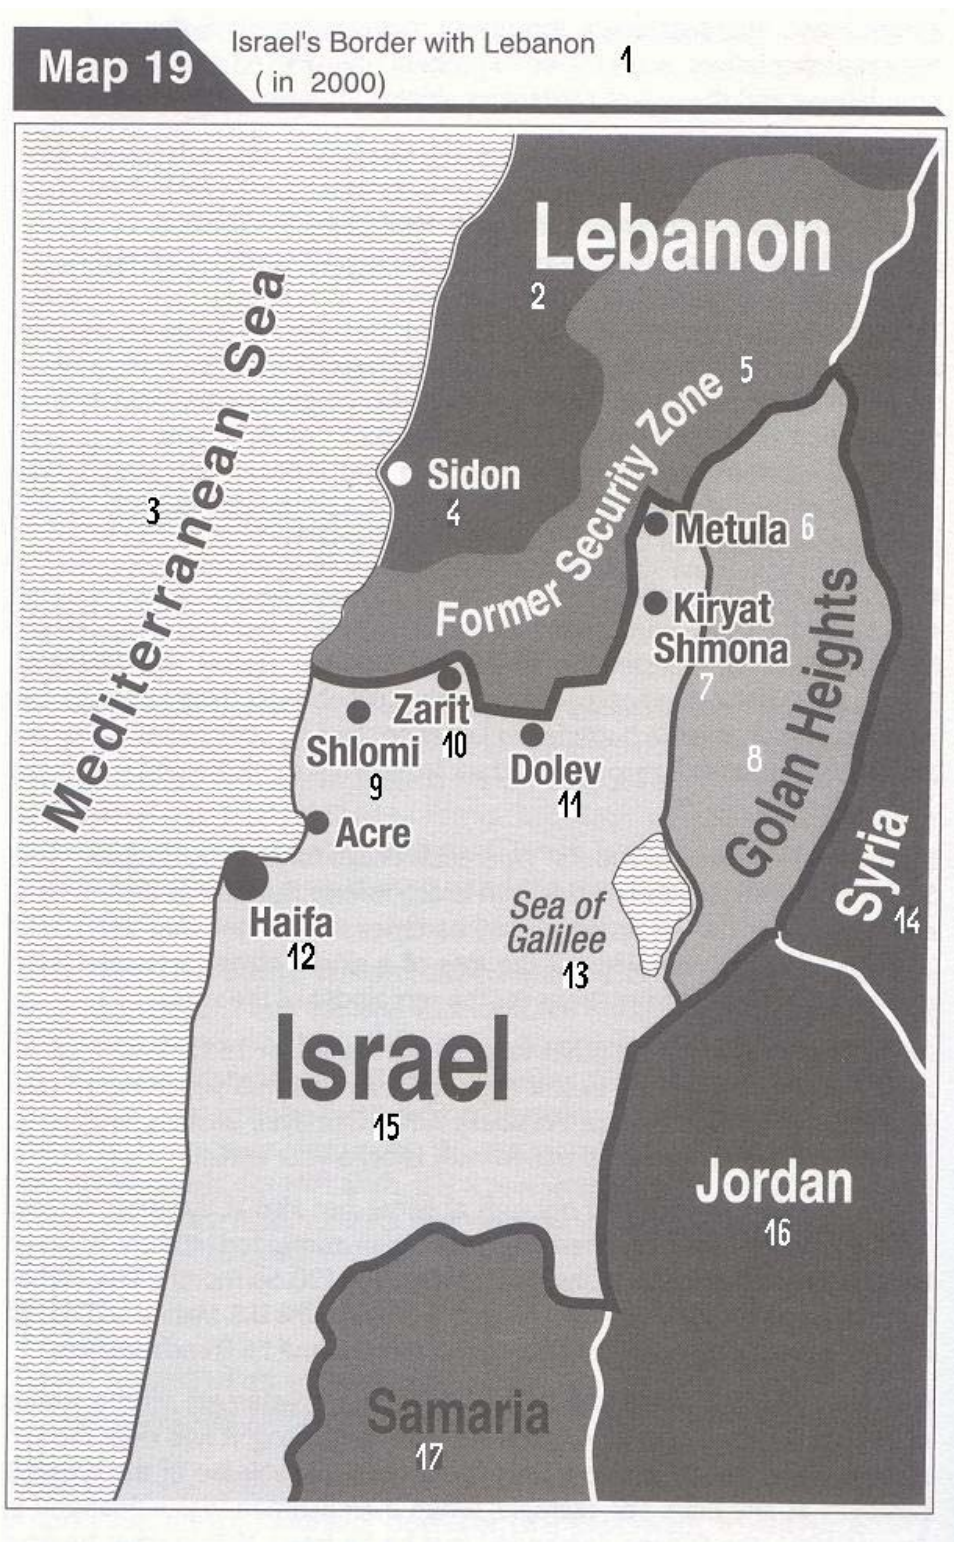 Map 19
Israel's Border with Lebanon 1
( in 2000)
Lebanon
2
Mediterranean Sea
3
Former Security Zone
5
Sidon
4
Metula 6
Kiryat
Shmona
7
Golan Heights
8
Zarit
10
Shlomi
9
Dolev
11
Acre
Haifa
12
Sea of
Galilee
13
Syria
14
Israel
15
Jordan
16
Samaria
17